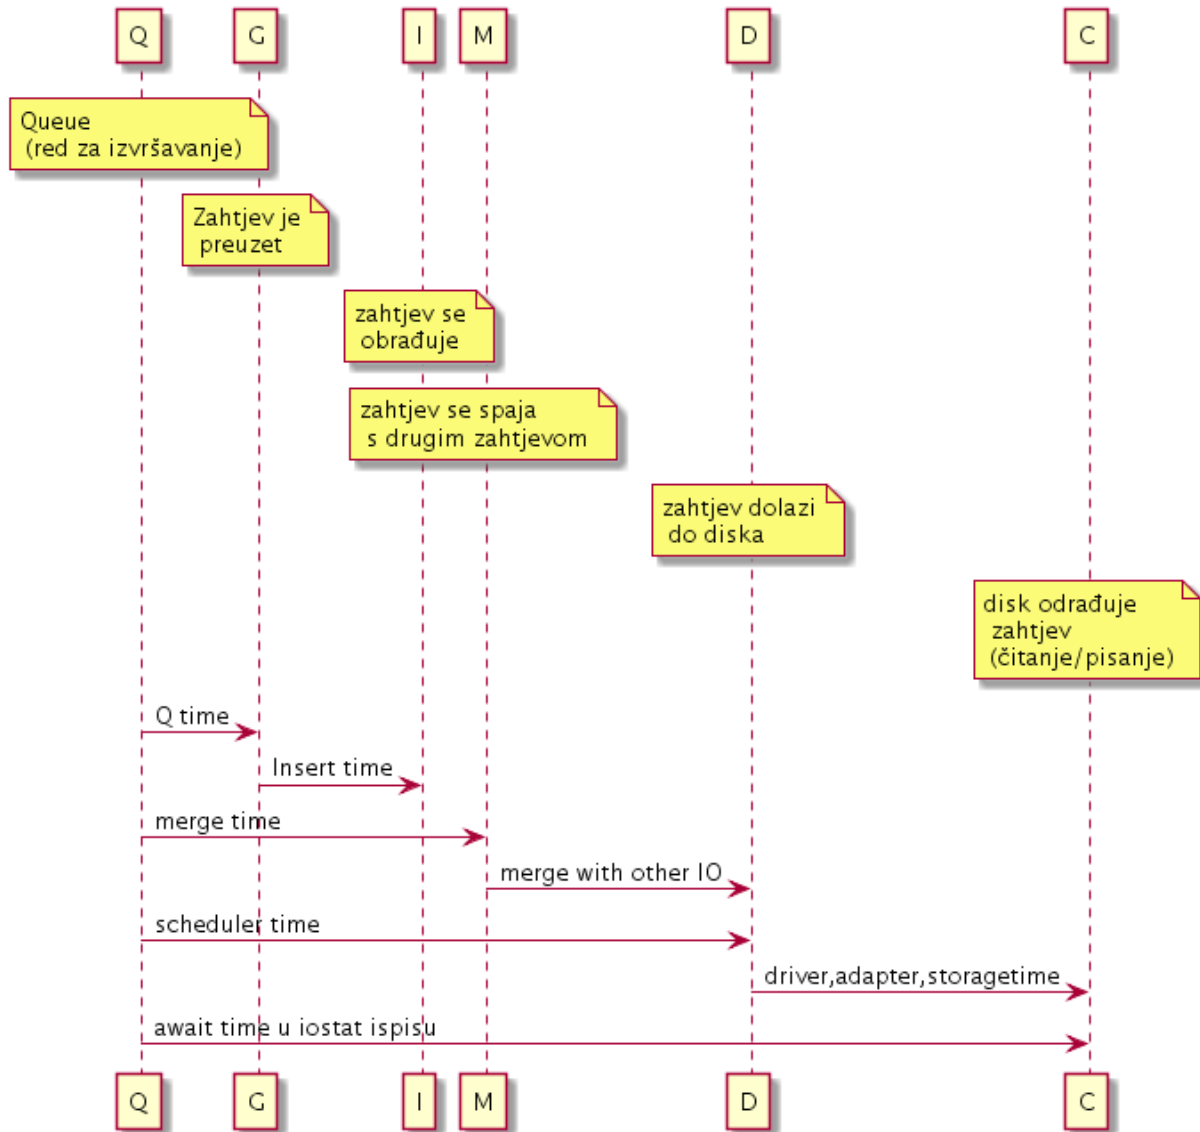 Q G I M D C
Queue
(red za izvršavanje)
Zahtjev je
preuzet
zahtjev se
obrađuje
zahtjev se spaja
s drugim zahtjevom
zahtjev dolazi
do diska
disk odrađuje
zahtjev
(čitanje/pisanje)
Q time
Insert time
merge time
merge with other IO
scheduler time
driver,adapter,storagetime
await time u iostat ispisu
Q G I M D C